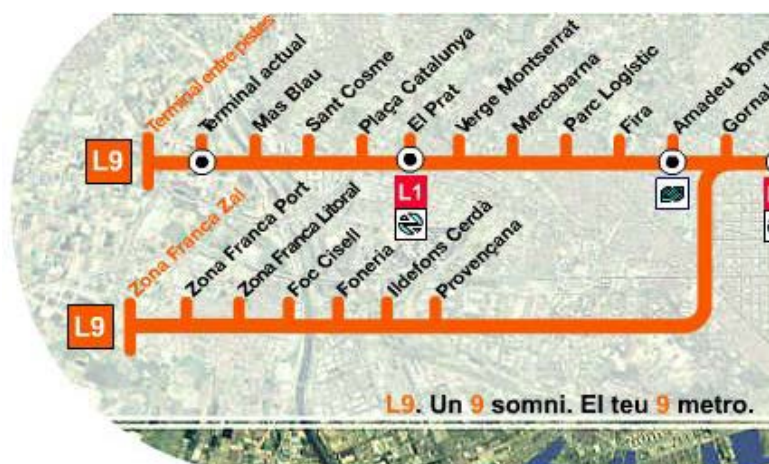 Terminal entre pistes
Terminal actual
Mas Blau
Sant Cosme
Plaça Catalunya
El Prat
Verge Montserrat
Mercabarna
Parc Logístic
Fira
Amadeu Torne
Gornal
L9
L1
Zona Franca Zal
Zona Franca Port
Zona Franca Litoral
Foc Cisell
Foneria
Ildefons Cerdà
Provençana
L9
L9. Un 9 somni. El teu 9 metro.